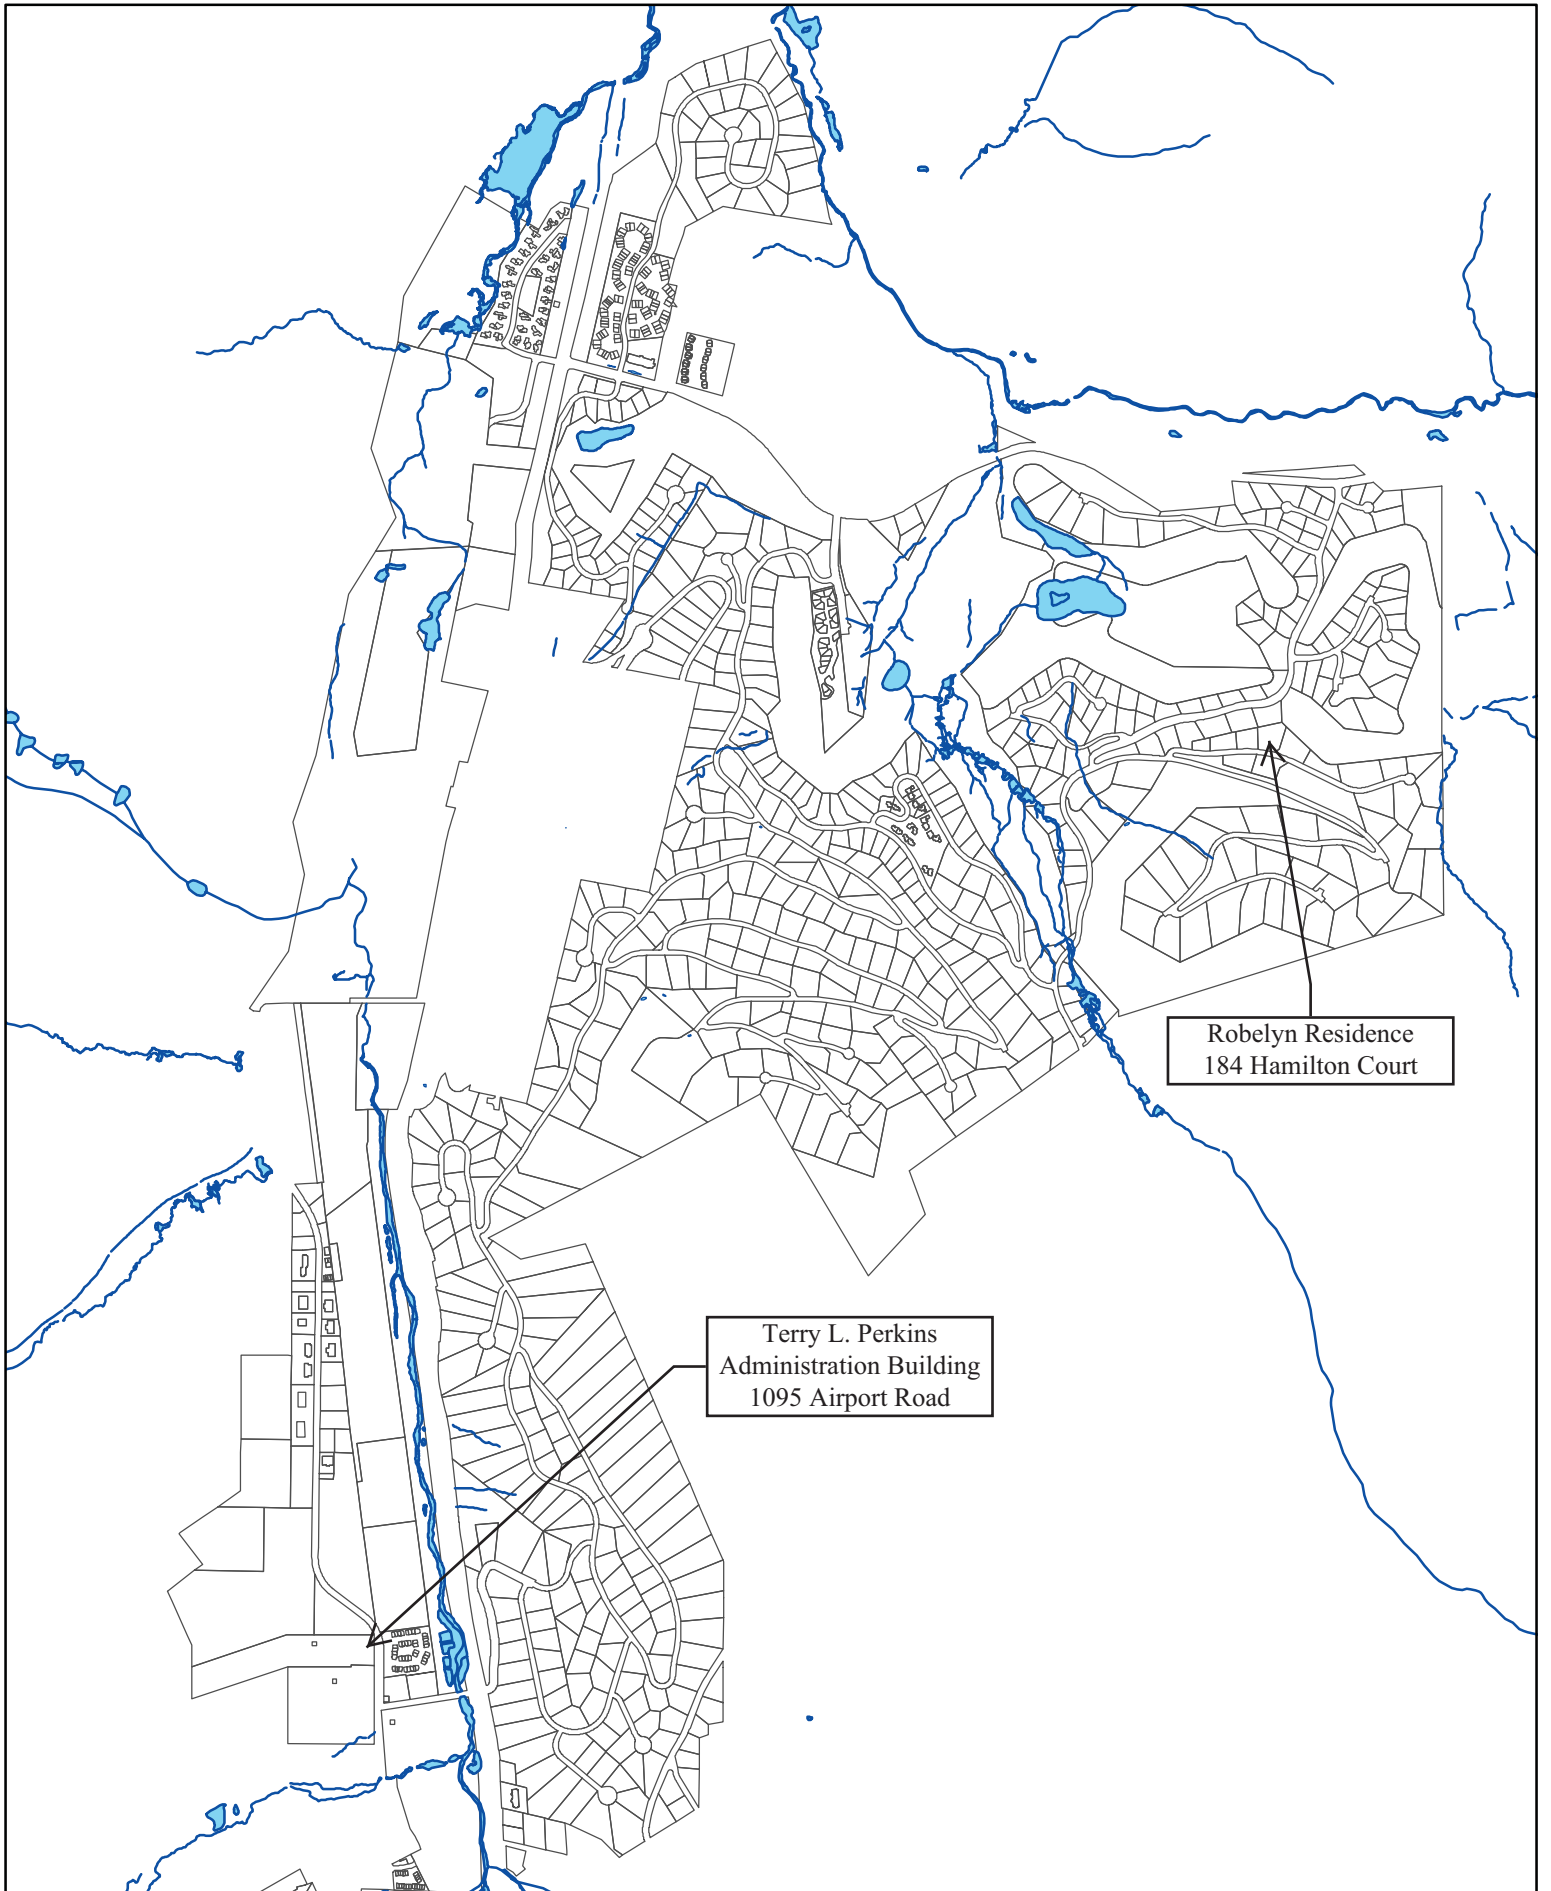 Robelyn Residence
184 Hamilton Court
Terry L. Perkins
Administration Building
1095 Airport Road